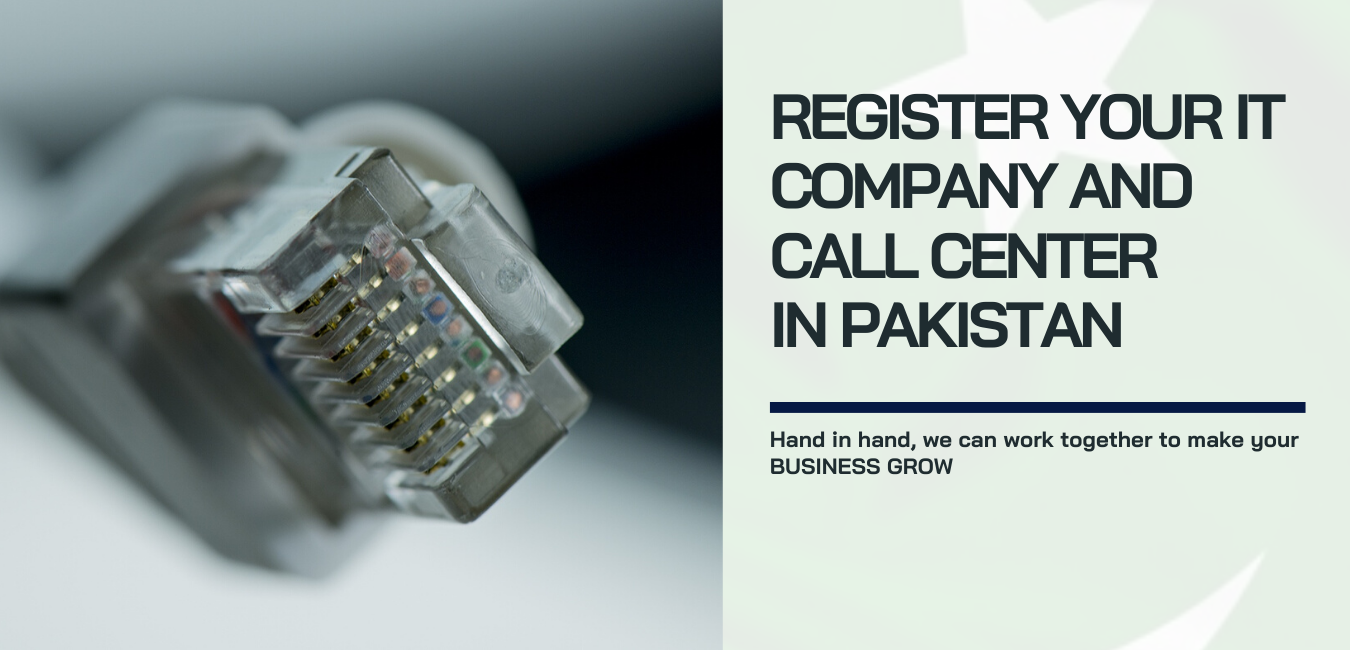 REGISTER YOUR IT
COMPANY AND
CALL CENTER
IN PAKISTAN
Hand in hand, we can work together to make your
BUSINESS GROW